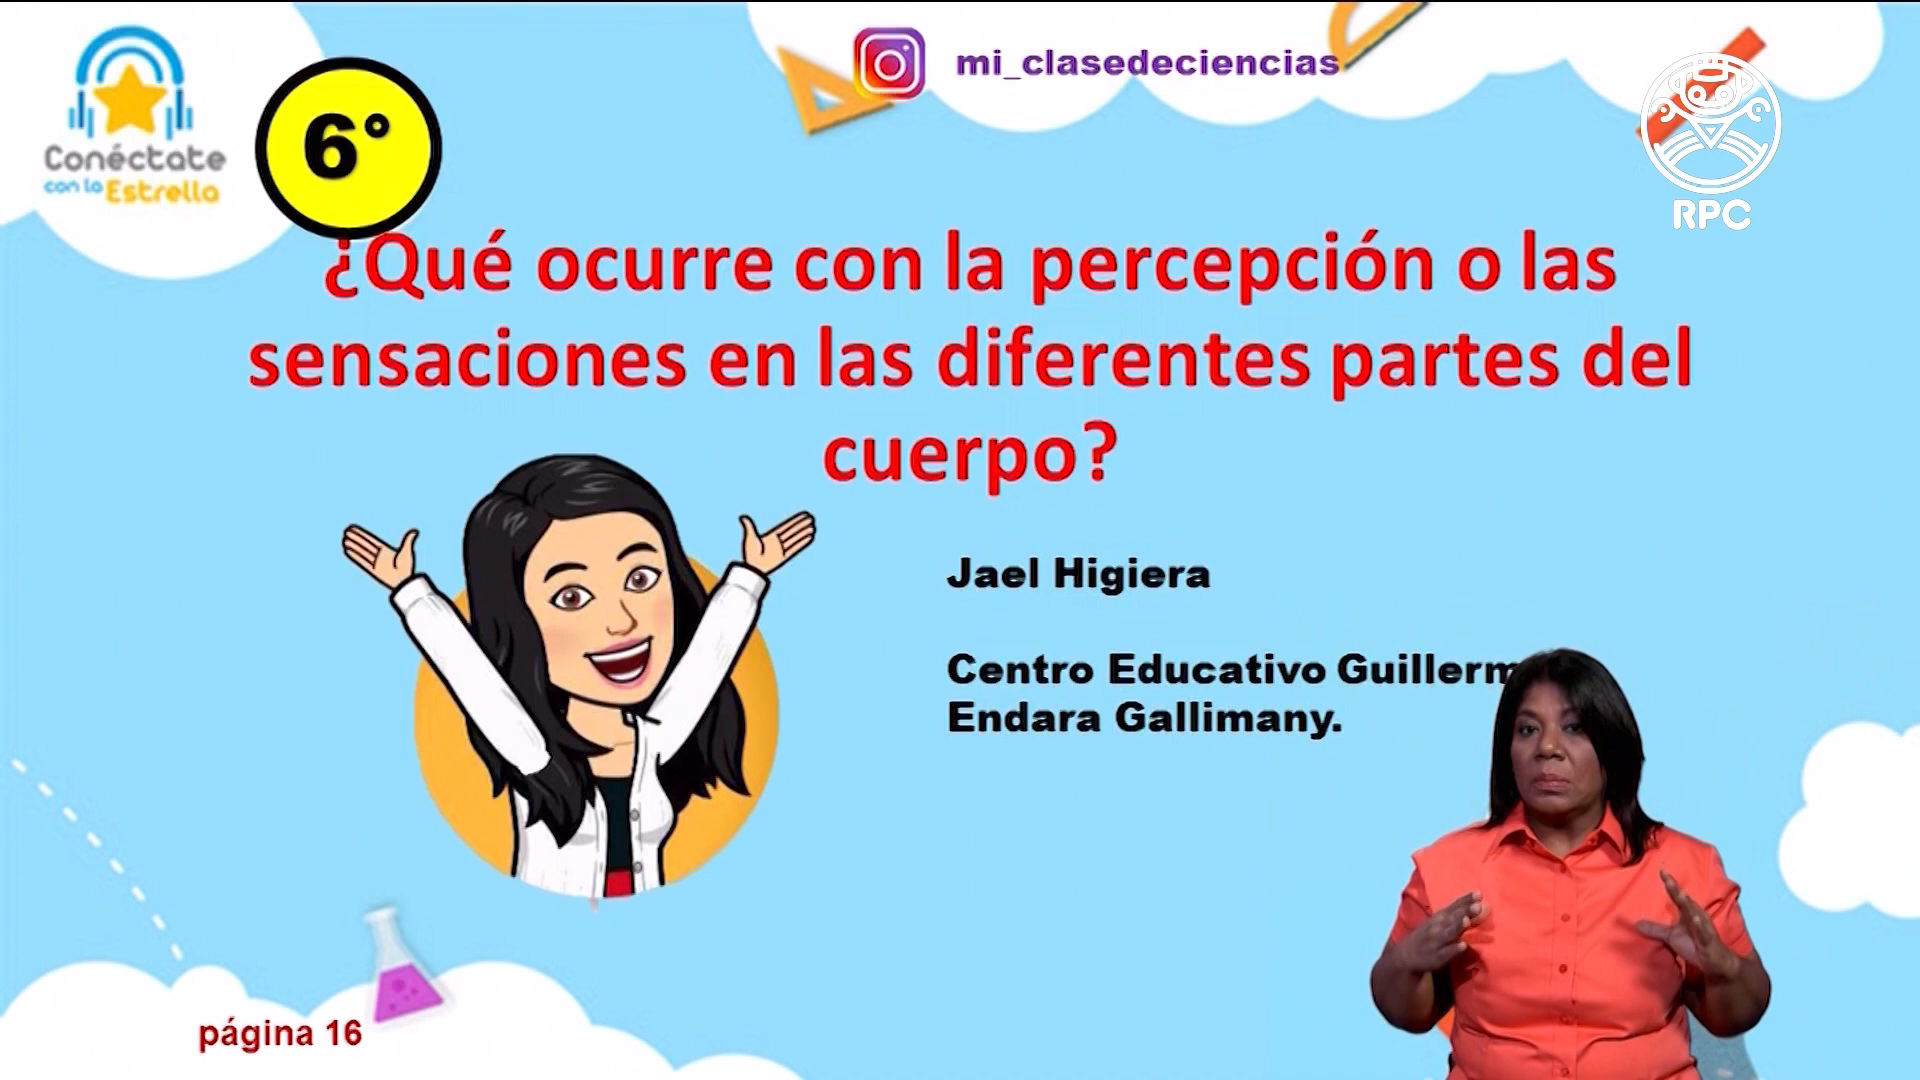 mi_clasedeciencias
Conéctate
con la Estrella
6°
RPC
¿Qué ocurre con la percepción o las
sensaciones en las diferentes partes del
cuerpo?
Jael Higiera
Centro Educativo Guillerm
Endara Gallimany.
página 16